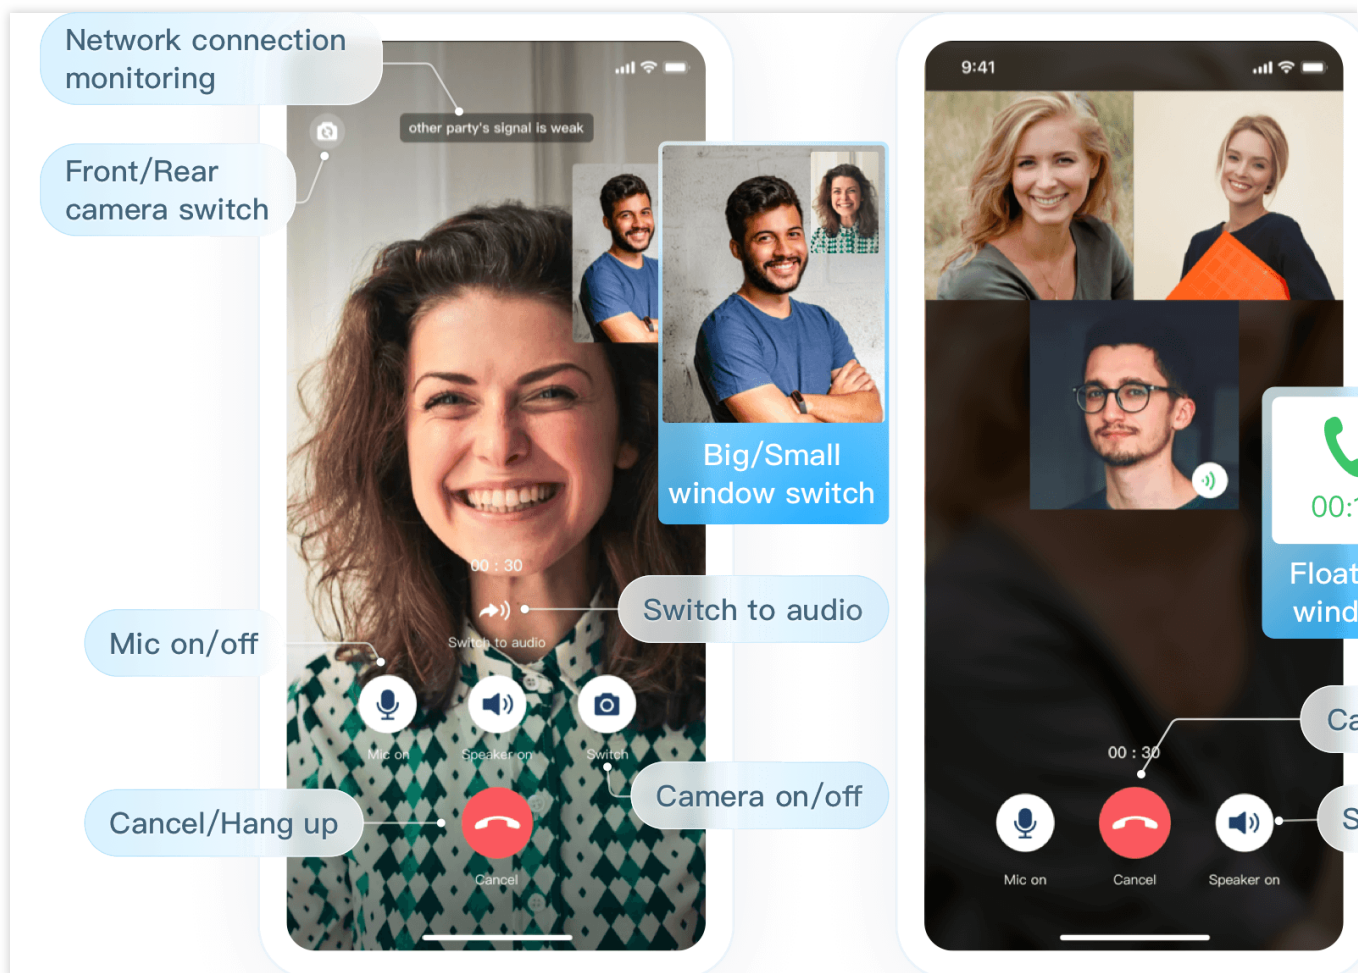 Network connection
monitoring
other party's signal is weak
Front/Rear
camera switch
Big/Small
window switch
00 : 30
Switch to audio
Switch to audio
Mic on/off
Mic on
Speaker on
Switch
Camera on/off
Cancel/Hang up
Cancel
9:41
00:
Float
wind
Ca
00 : 30
S
Mic on
Cancel
Speaker on